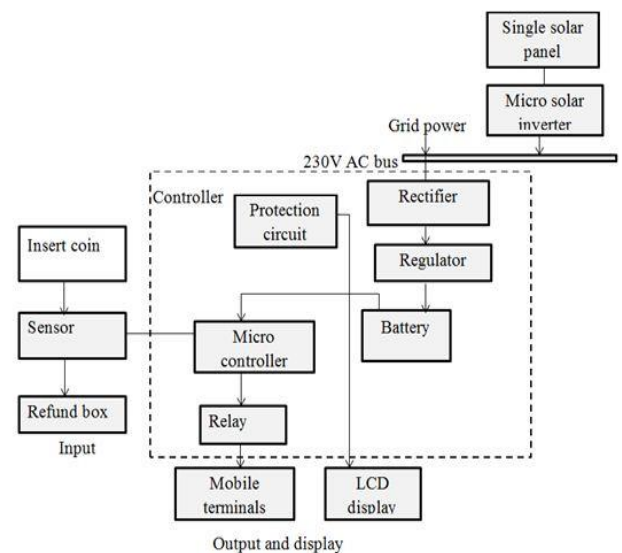 Single solar
panel
Micro solar
inverter
Grid power
230V AC bus
Controller
Protection
circuit
Rectifier
Insert coin
Regulator
Sensor
Micro
controller
Battery
Refund box
Relay
Input
Mobile
terminals
LCD
display
Output and display